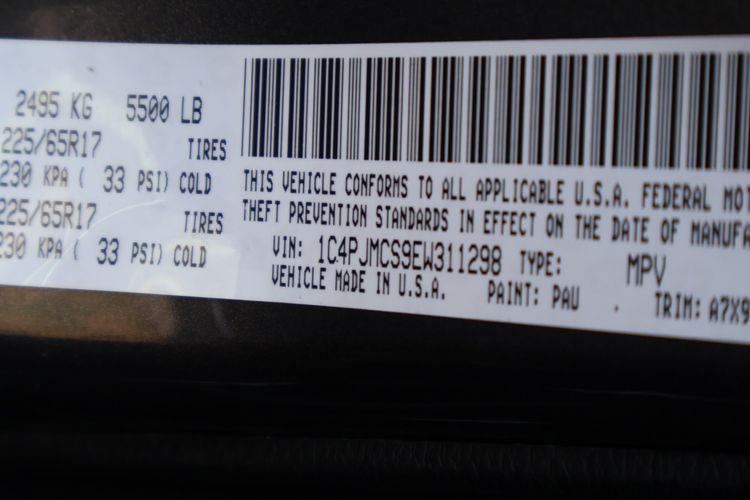 2495 KG 5500 LB
225/65R17 TIRES
230 KPA ( 33 PSI) COLD
225/65R17 TIRES
230 KPA ( 33 PSI) COLD
THIS VEHICLE CONFORMS TO ALL APPLICABLE U.S.A. FEDERAL MOT
THEFT PREVENTION STANDARDS IN EFFECT ON THE DATE OF MANUFA
VIN: 1C4PJMCS9EW311298 TYPE: MPV
VEHICLE MADE IN U.S.A. PAINT: PAU . TRIM: A7X9